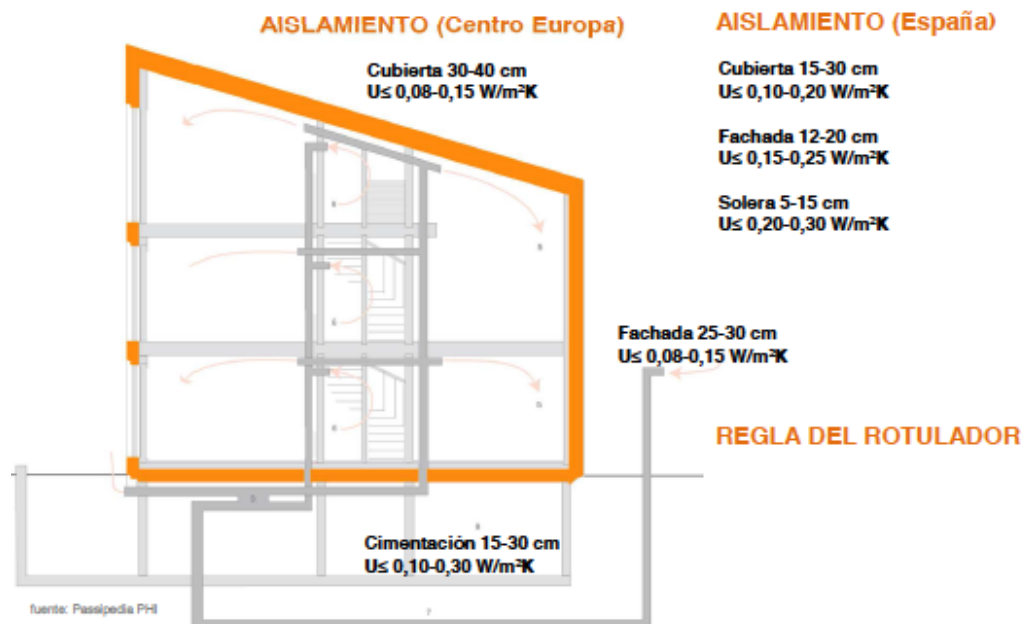 AISLAMIENTO (Centro Europa)
Cubierta 30-40 cm
U≤ 0,08-0,15 W/m²K
AISLAMIENTO (España)
Cubierta 15-30 cm
U≤ 0,10-0,20 W/m²K
Fachada 12-20 cm
U≤ 0,15-0,25 W/m²K
Solera 5-15 cm
U≤ 0,20-0,30 W/m²K
Fachada 25-30 cm
U≤ 0,08-0,15 W/m²K
REGLA DEL ROTULADOR
Cimentación 15-30 cm
U≤ 0,10-0,30 W/m²K
fuente: Passipedia PHI
7